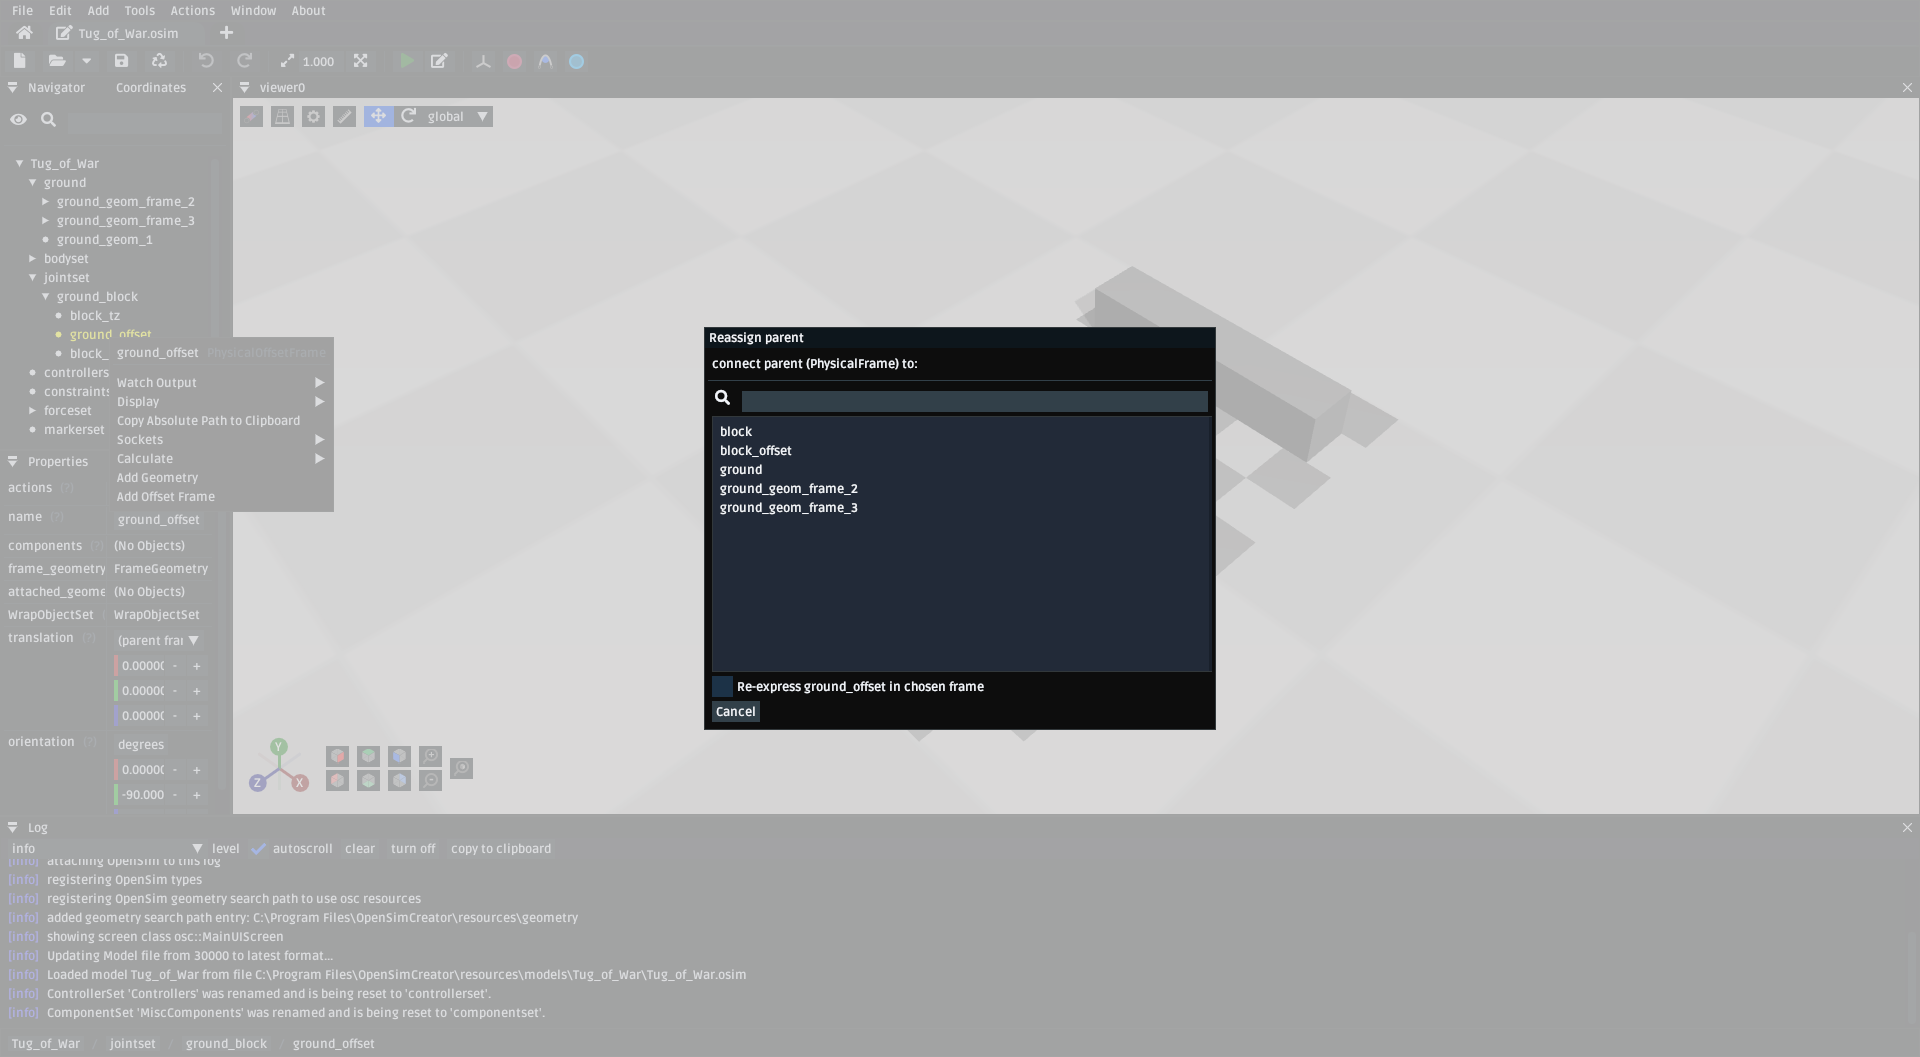 File Edit Add Tools Actions Window About
Tug_of_War.osim
1.000
Navigator Coordinates
viewer0
global
Tug_of_War
ground
ground_geom_frame_2
ground_geom_frame_3
ground_geom_1
bodyset
jointset
ground_block
block_tz
ground_offset
block_
controllers
constraints
forceset
markerset
ground_offset PhysicalOffsetFrame
Watch Output
Display
Copy Absolute Path to Clipboard
Sockets
Calculate
Add Geometry
Add Offset Frame
Reassign parent
connect parent (PhysicalFrame) to:
block
block_offset
ground
ground_geom_frame_2
ground_geom_frame_3
Re-express ground_offset in chosen frame
Cancel
Properties
actions (?)
name (?) ground_offset
components (?) (No Objects)
frame_geometry FrameGeometry
attached_geome (No Objects)
WrapObjectSet WrapObjectSet
translation (?) (parent frai
0.0000( - +
0.0000( - +
0.0000( - +
orientation (?) degrees
0.0000( - +
-90.000 - +
Y
Z X
Log
info level autoscroll clear turn off copy to clipboard
[info] attaching OpenSim to this log
[info] registering OpenSim types
[info] registering OpenSim geometry search path to use osc resources
[info] added geometry search path entry: C:\Program Files\OpenSimCreator\resources\geometry
[info] showing screen class osc::MainUIScreen
[info] Updating Model file from 30000 to latest format...
[info] Loaded model Tug_of_War from file C:\Program Files\OpenSimCreator\resources\models\Tug_of_War\Tug_of_War.osim
[info] ControllerSet 'Controllers' was renamed and is being reset to 'controllerset'.
[info] ComponentSet 'MiscComponents' was renamed and is being reset to 'componentset'.
Tug_of_War / jointset / ground_block / ground_offset